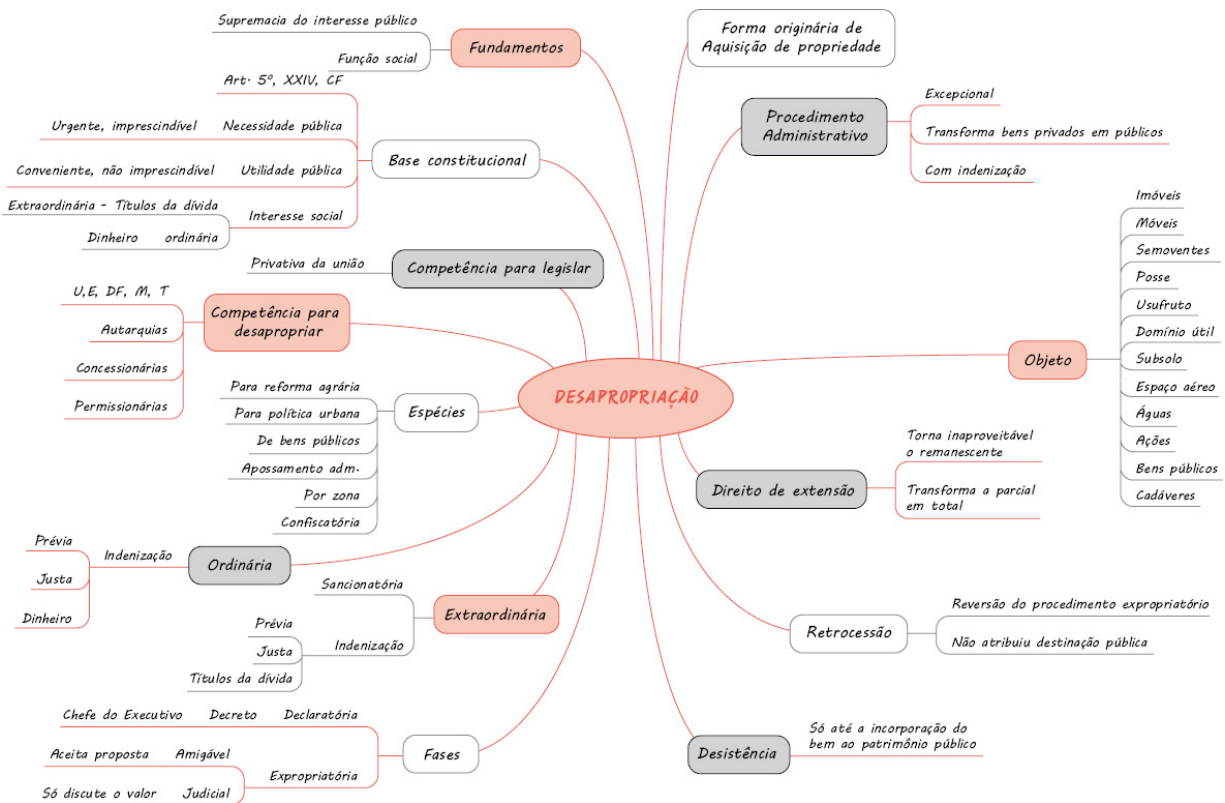 DESAPROPRIAÇÃO
Fundamentos
Supremacia do interesse público
Função social
Base constitucional
Art. 5º, XXIV, CF
Urgente, imprescindível Necessidade pública
Conveniente, não imprescindível Utilidade pública
Interesse social
Extraordinária - Títulos da dívida
Dinheiro ordinária
Competência para legislar
Privativa da união
Competência para
desapropriar
U,E, DF, M, T
Autarquias
Concessionárias
Permissionárias
Espécies
Para reforma agrária
Para política urbana
De bens públicos
Apossamento adm.
Por zona
Confiscatória
Ordinária
Indenização
Prévia
Justa
Dinheiro
Extraordinária
Sancionatória
Indenização
Prévia
Justa
Títulos da dívida
Fases
Chefe do Executivo Decreto Declaratória
Expropriatória
Aceita proposta Amigável
Só discute o valor Judicial
Forma originária de
Aquisição de propriedade
Procedimento
Administrativo
Excepcional
Transforma bens privados em públicos
Com indenização
Objeto
Imóveis
Móveis
Semoventes
Posse
Usufruto
Domínio útil
Subsolo
Espaço aéreo
Águas
Ações
Bens públicos
Cadáveres
Direito de extensão
Torna inaproveitável
o remanescente
Transforma a parcial
em total
Retrocessão
Reversão do procedimento expropriatório
Não atribuiu destinação pública
Desistência
Só até a incorporação do
bem ao patrimônio público